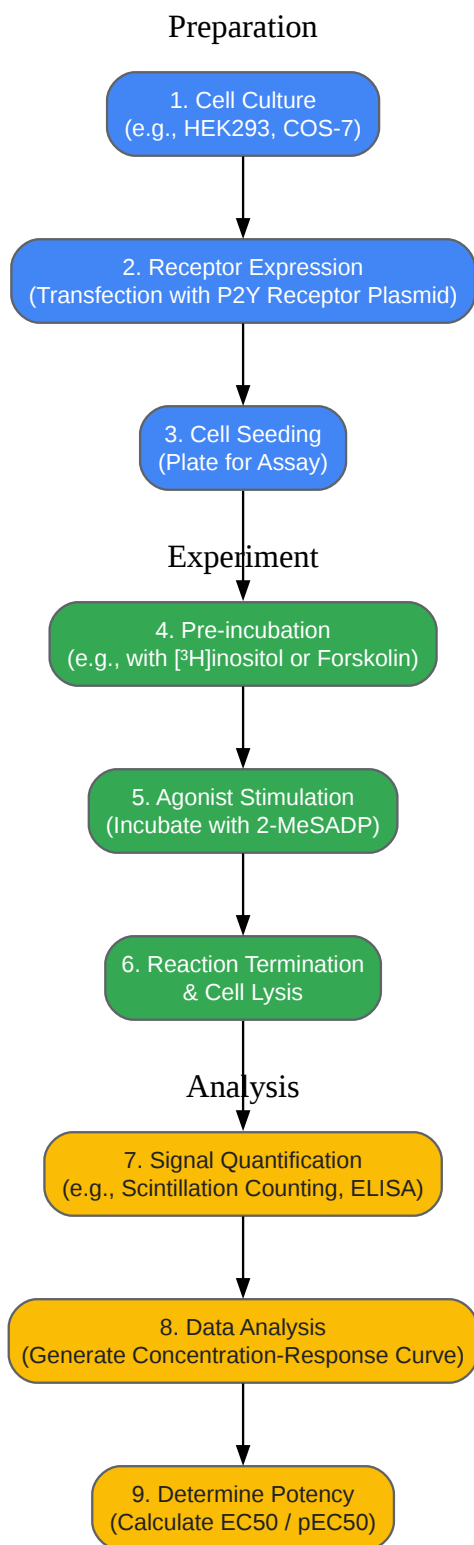 Preparation
1. Cell Culture
(e.g., HEK293, COS-7)
2. Receptor Expression
(Transfection with P2Y Receptor Plasmid)
3. Cell Seeding
(Plate for Assay)
Experiment
4. Pre-incubation
(e.g., with [³H]inositol or Forskolin)
5. Agonist Stimulation
(Incubate with 2-MeSADP)
6. Reaction Termination
& Cell Lysis
Analysis
7. Signal Quantification
(e.g., Scintillation Counting, ELISA)
8. Data Analysis
(Generate Concentration-Response Curve)
9. Determine Potency
(Calculate EC50 / pEC50)